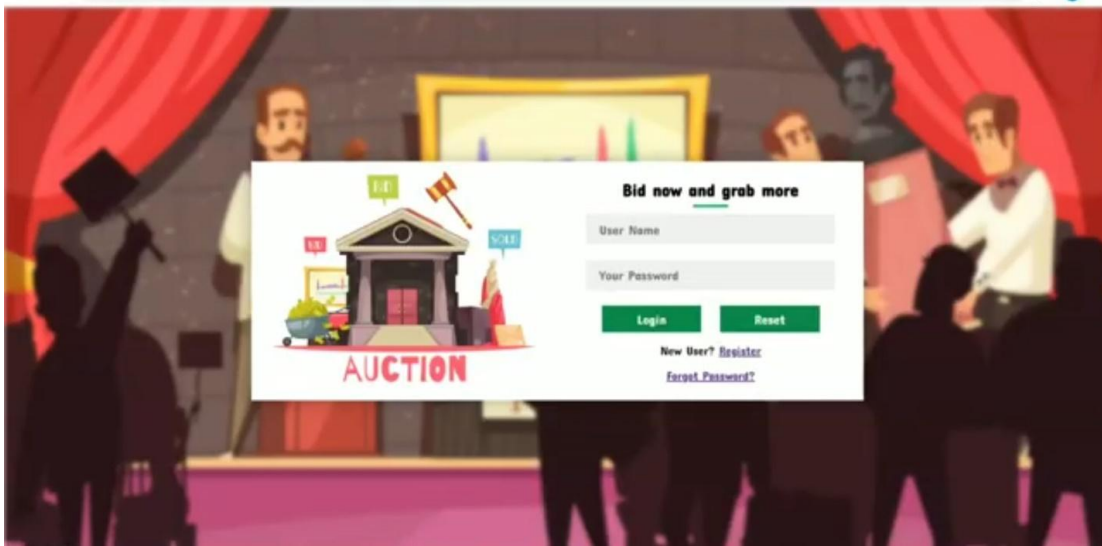 BID
BID
SOLD
AUCTION
Bid now and grab more
User Name
Your Password
Login
Reset
New User? Register
Forgot Password?